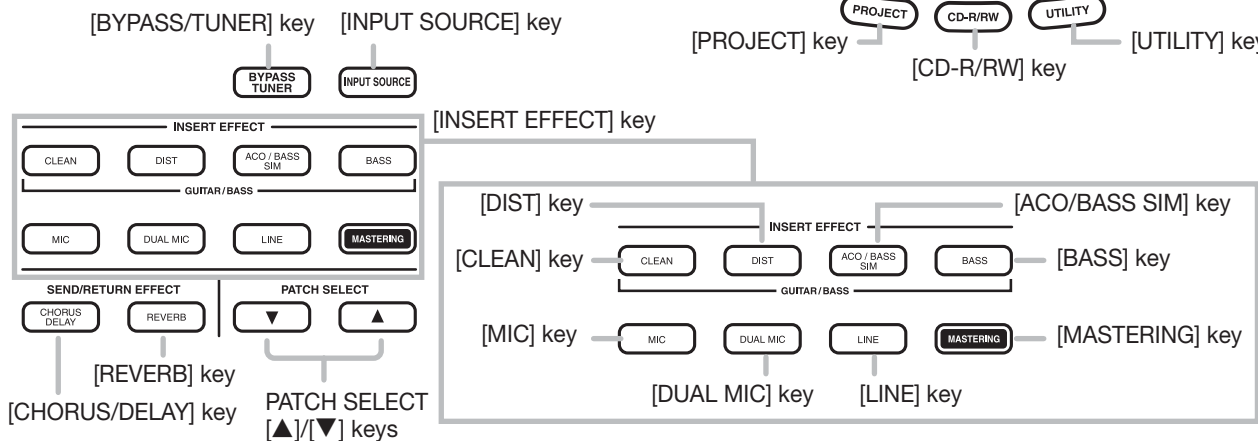 [BYPASS/TUNER] key
[INPUT SOURCE] key
PROJECT
CD-R/RW
UTILITY
[PROJECT] key
[UTILITY] key
[CD-R/RW] key
BYPASS
TUNER
INPUT SOURCE
[INSERT EFFECT] key
INSERT EFFECT
CLEAN
DIST
ACO / BASS
SIM
BASS
GUITAR/BASS
MIC
DUAL MIC
LINE
MASTERING
SEND/RETURN EFFECT
PATCH SELECT
CHORUS
DELAY
REVERB
▼
▲
[REVERB] key
[CHORUS/DELAY] key
PATCH SELECT
[▲]/[▼] keys
[DIST] key
[ACO/BASS SIM] key
INSERT EFFECT
[CLEAN] key
CLEAN
DIST
ACO / BASS
SIM
BASS
[BASS] key
GUITAR/BASS
[MIC] key
MIC
DUAL MIC
LINE
MASTERING
[MASTERING] key
[DUAL MIC] key
[LINE] key